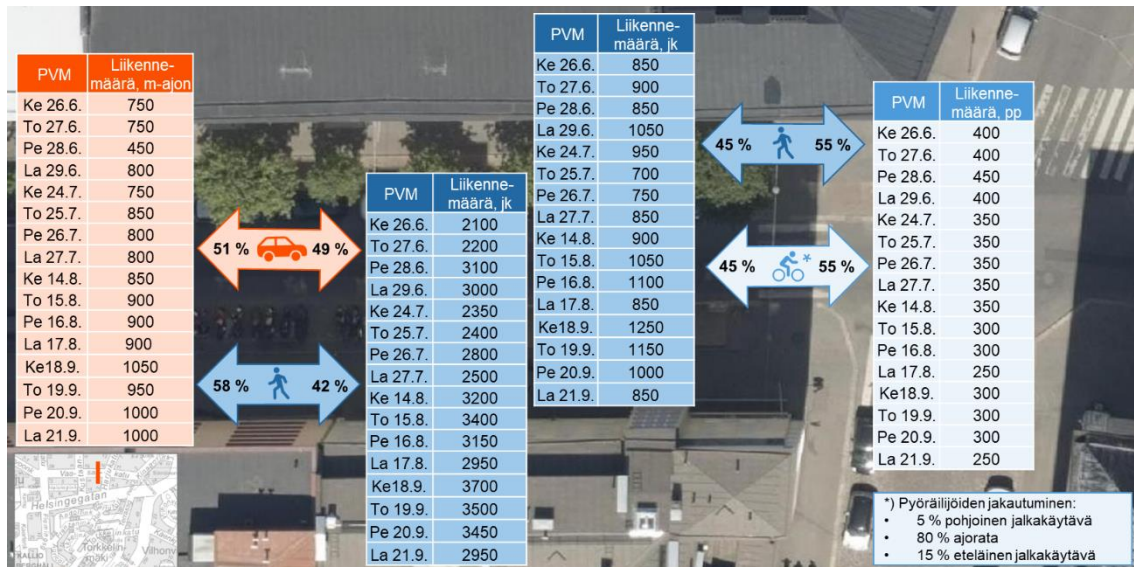 PVM Liikenne-
määrä, m-ajon
Ke 26.6. 750
To 27.6. 750
Pe 28.6. 450
La 29.6. 800
Ke 24.7. 750
To 25.7. 850
Pe 26.7. 800
La 27.7. 800
Ke 14.8. 850
To 15.8. 900
Pe 16.8. 900
La 17.8. 900
Ke18.9. 1050
To 19.9. 950
Pe 20.9. 1000
La 21.9. 1000
51 % 49 %
58 % 42 %
PVM Liikenne-
määrä, jk
Ke 26.6. 2100
To 27.6. 2200
Pe 28.6. 3100
La 29.6. 3000
Ke 24.7. 2350
To 25.7. 2400
Pe 26.7. 2800
La 27.7. 2500
Ke 14.8. 3200
To 15.8. 3400
Pe 16.8. 3150
La 17.8. 2950
Ke18.9. 3700
To 19.9. 3500
Pe 20.9. 3450
La 21.9. 2950
PVM Liikenne-
määrä, jk
Ke 26.6. 850
To 27.6. 900
Pe 28.6. 850
La 29.6. 1050
Ke 24.7. 950
To 25.7. 700
Pe 26.7. 750
La 27.7. 850
Ke 14.8. 900
To 15.8. 1050
Pe 16.8. 1100
La 17.8. 850
Ke18.9. 1250
To 19.9. 1150
Pe 20.9. 1000
La 21.9. 850
45 % 55 %
45 % * 55 %
PVM Liikenne-
määrä, pp
Ke 26.6. 400
To 27.6. 400
Pe 28.6. 450
La 29.6. 400
Ke 24.7. 350
To 25.7. 350
Pe 26.7. 350
La 27.7. 350
Ke 14.8. 350
To 15.8. 300
Pe 16.8. 300
La 17.8. 250
Ke18.9. 300
To 19.9. 300
Pe 20.9. 300
La 21.9. 250
*) Pyöräilijöiden jakautuminen:
• 5 % pohjoinen jalkakäytävä
• 80 % ajorata
• 15 % eteläinen jalkakäytävä
Helsingegatan
Torkkelin-
mäki
Vilhonv